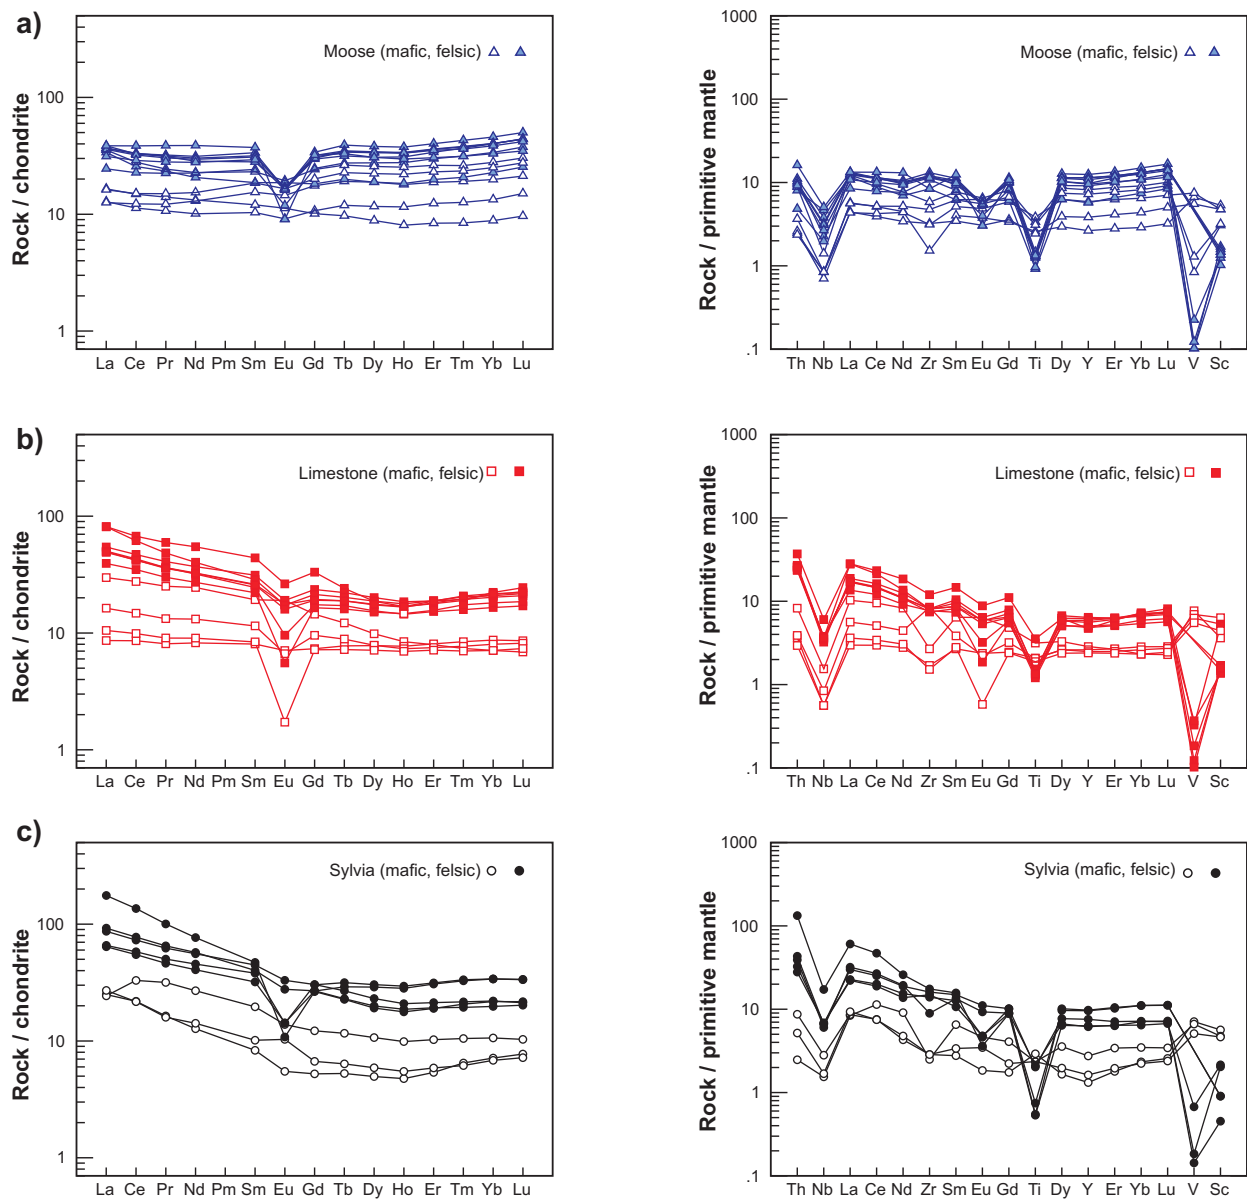 a)
Rock / chondrite
100
10
1
Moose (mafic, felsic)
La Ce Pr Nd Pm Sm Eu Gd Tb Dy Ho Er Tm Yb Lu
Rock / primitive mantle
1000
100
10
1
.1
Moose (mafic, felsic)
Th Nb La Ce Nd Zr Sm Eu Gd Ti Dy Y Er Yb Lu V Sc
b)
Rock / chondrite
100
10
1
Limestone (mafic, felsic)
La Ce Pr Nd Pm Sm Eu Gd Tb Dy Ho Er Tm Yb Lu
Rock / primitive mantle
1000
100
10
1
.1
Limestone (mafic, felsic)
Th Nb La Ce Nd Zr Sm Eu Gd Ti Dy Y Er Yb Lu V Sc
c)
Rock / chondrite
100
10
1
Sylvia (mafic, felsic)
La Ce Pr Nd Pm Sm Eu Gd Tb Dy Ho Er Tm Yb Lu
Rock / primitive mantle
1000
100
10
1
.1
Sylvia (mafic, felsic)
Th Nb La Ce Nd Zr Sm Eu Gd Ti Dy Y Er Yb Lu V Sc